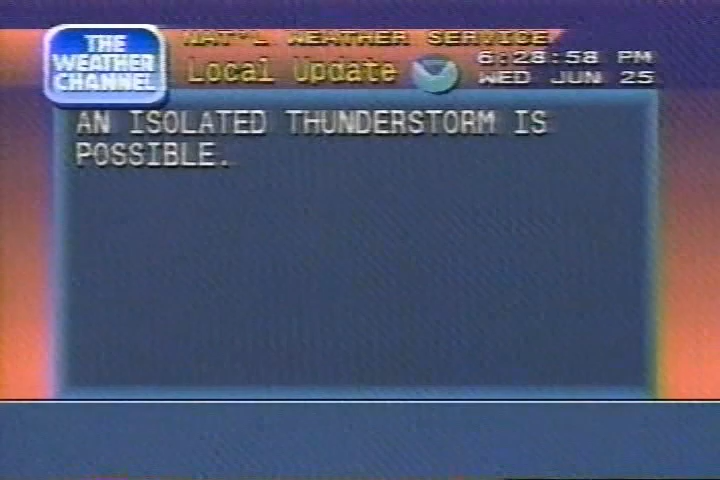 THE
WEATHER
CHANNEL
NAT'L WEATHER SERVICE
Local Update
6:28:58 PM
WED JUN 25
AN ISOLATED THUNDERSTORM IS
POSSIBLE.